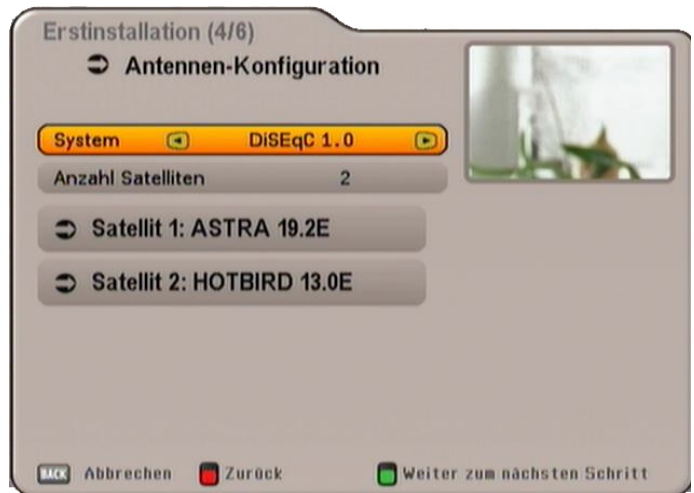 Erstinstallation (4/6)
Antennen-Konfiguration
System DiSEqC 1.0
Anzahl Satelliten 2
Satellit 1: ASTRA 19.2E
Satellit 2: HOTBIRD 13.0E
BACK Abbrechen Zurück Weiter zum nächsten Schritt